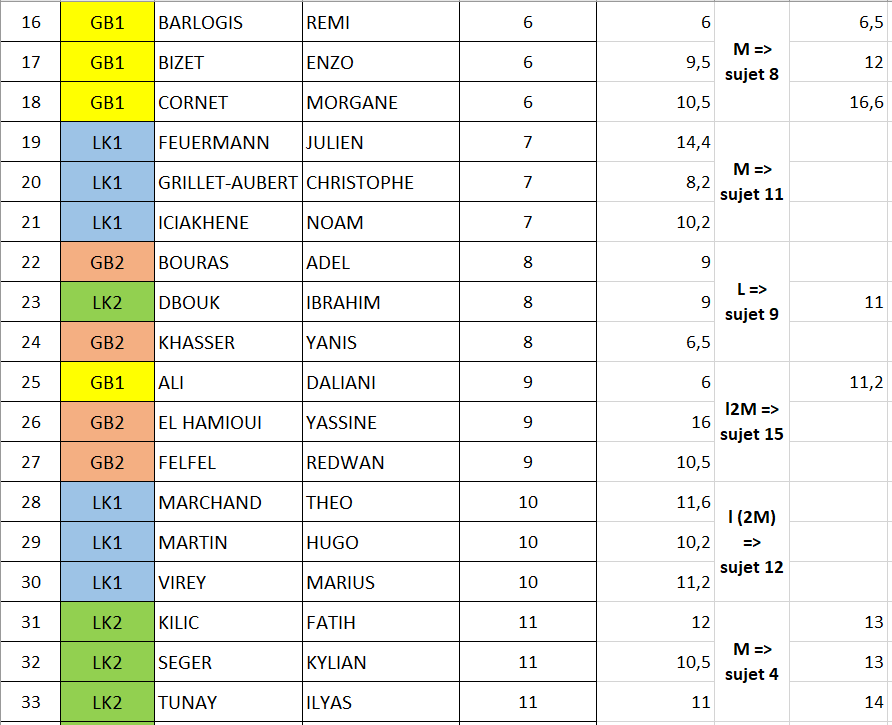 16 GB1 BARLOGIS REMI 6 6 6,5
M =>
17 GB1 BIZET ENZO 6 9,5 12
sujet 8
18 GB1 CORNET MORGANE 6 10,5 16,6
19 LK1 FEUERMANN JULIEN 7 14,4
M =>
20 LK1 GRILLET-AUBERT CHRISTOPHE 7 8,2
sujet 11
21 LK1 ICIAKHENE NOAM 7 10,2
22 GB2 BOURAS ADEL 8 9
L =>
23 LK2 DBOUK IBRAHIM 8 9 11
sujet 9
24 GB2 KHASSER YANIS 8 6,5
25 GB1 ALI DALIANI 9 6 11,2
l2M =>
26 GB2 EL HAMIOUI YASSINE 9 16
sujet 15
27 GB2 FELFEL REDWAN 9 10,5
28 LK1 MARCHAND THEO 10 11,6
l (2M)
29 LK1 MARTIN HUGO 10 10,2
=>
sujet 12
30 LK1 VIREY MARIUS 10 11,2
31 LK2 KILIC FATIH 11 12 13
M =>
32 LK2 SEGER KYLIAN 11 10,5 13
sujet 4
33 LK2 TUNAY ILYAS 11 11 14